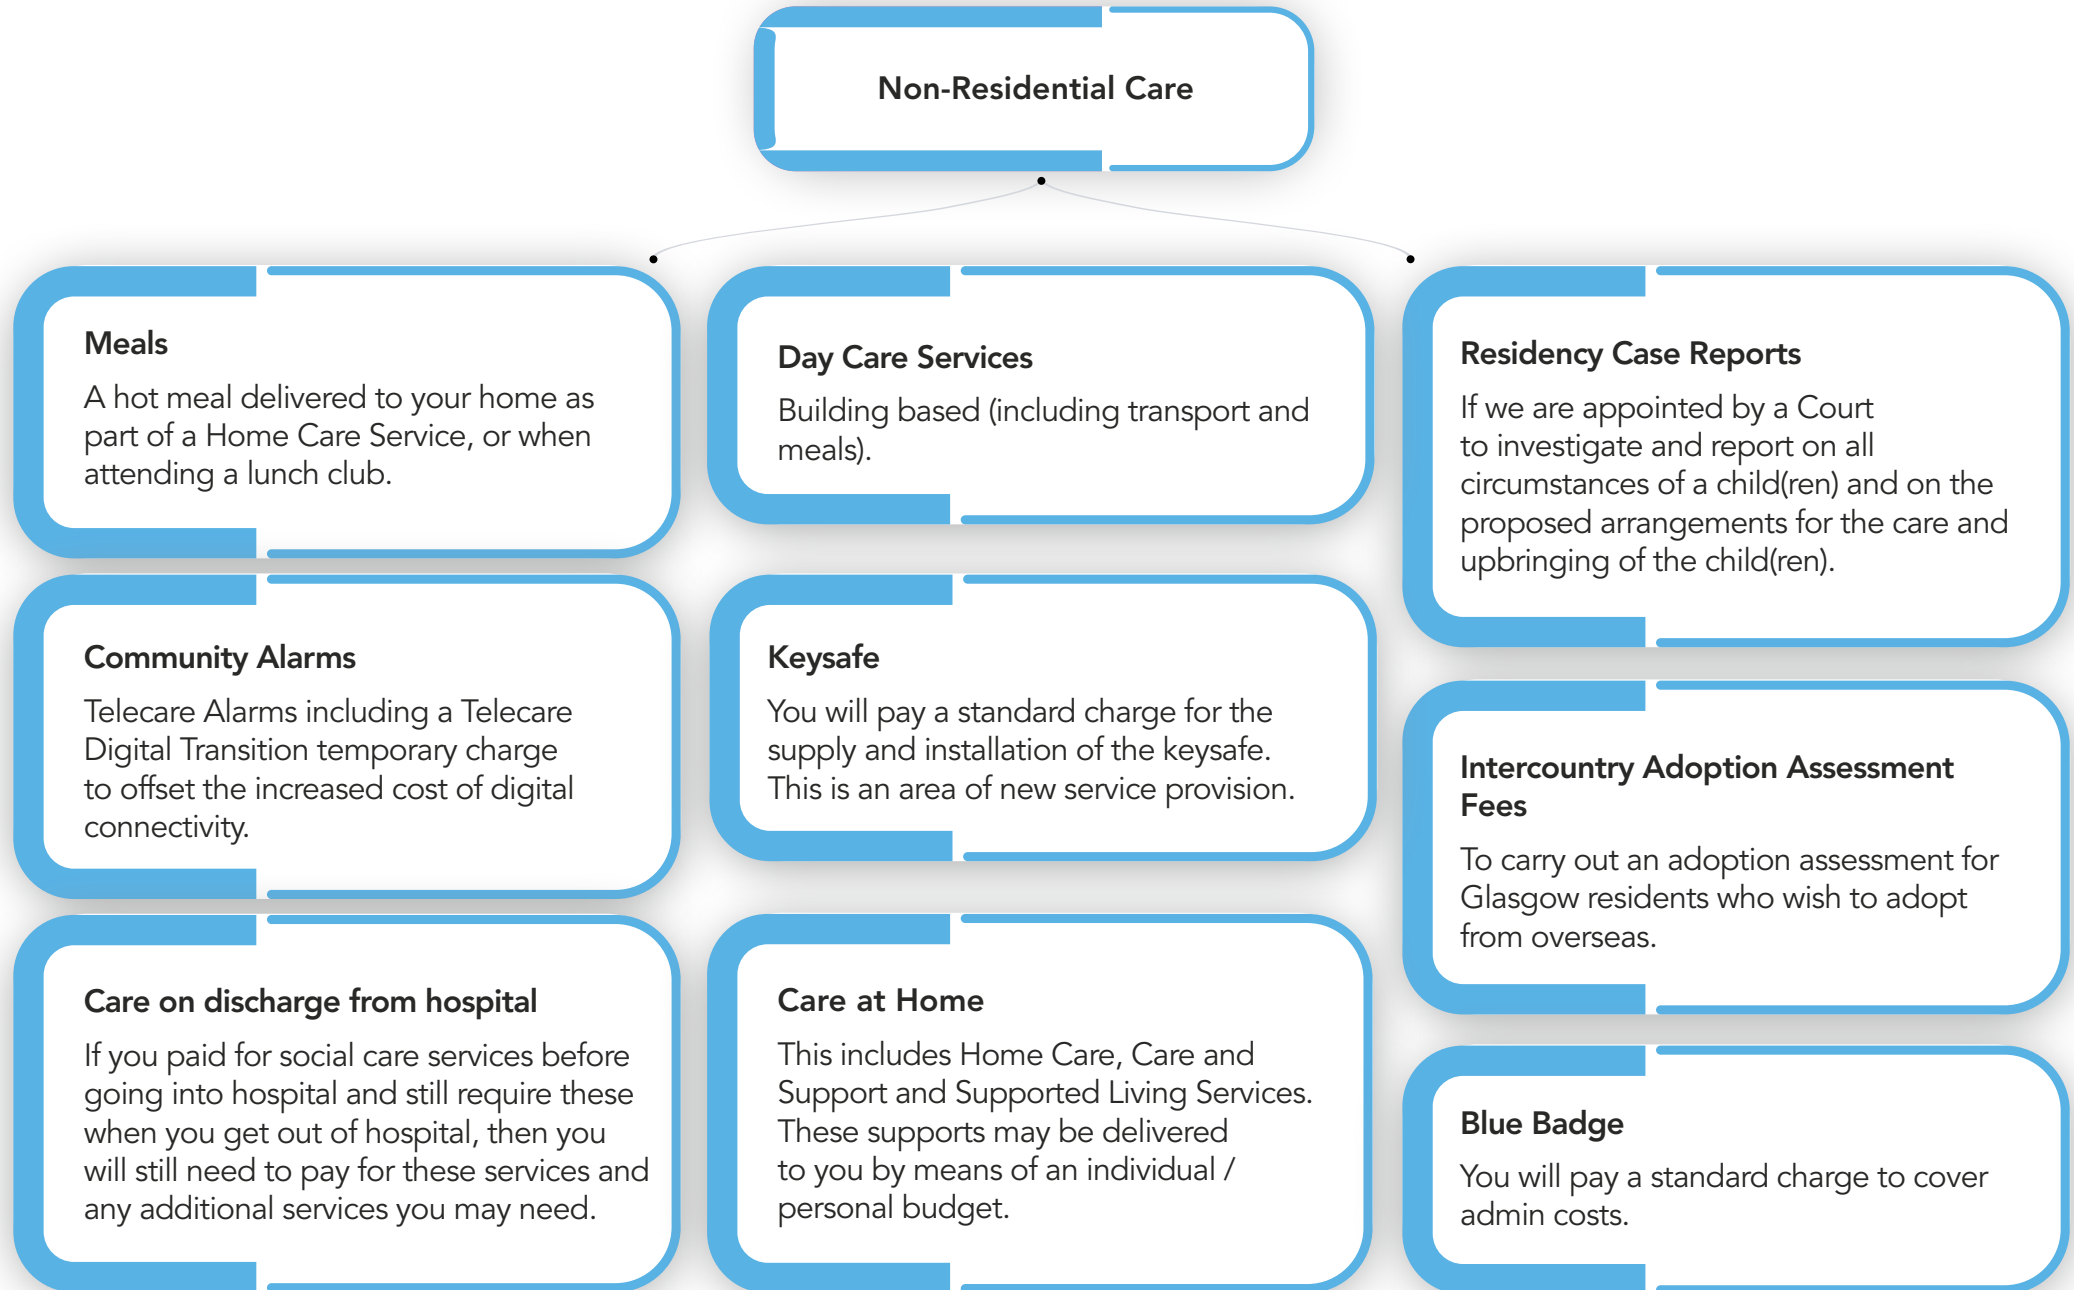 Non-Residential Care
Meals
A hot meal delivered to your home as
part of a Home Care Service, or when
attending a lunch club.
Community Alarms
Telecare Alarms including a Telecare
Digital Transition temporary charge
to offset the increased cost of digital
connectivity.
Care on discharge from hospital
If you paid for social care services before
going into hospital and still require these
when you get out of hospital, then you
will still need to pay for these services and
any additional services you may need.
Day Care Services
Building based (including transport and
meals).
Keysafe
You will pay a standard charge for the
supply and installation of the keysafe.
This is an area of new service provision.
Care at Home
This includes Home Care, Care and
Support and Supported Living Services.
These supports may be delivered
to you by means of an individual /
personal budget.
Residency Case Reports
If we are appointed by a Court
to investigate and report on all
circumstances of a child(ren) and on the
proposed arrangements for the care and
upbringing of the child(ren).
Intercountry Adoption Assessment
Fees
To carry out an adoption assessment for
Glasgow residents who wish to adopt
from overseas.
Blue Badge
You will pay a standard charge to cover
admin costs.